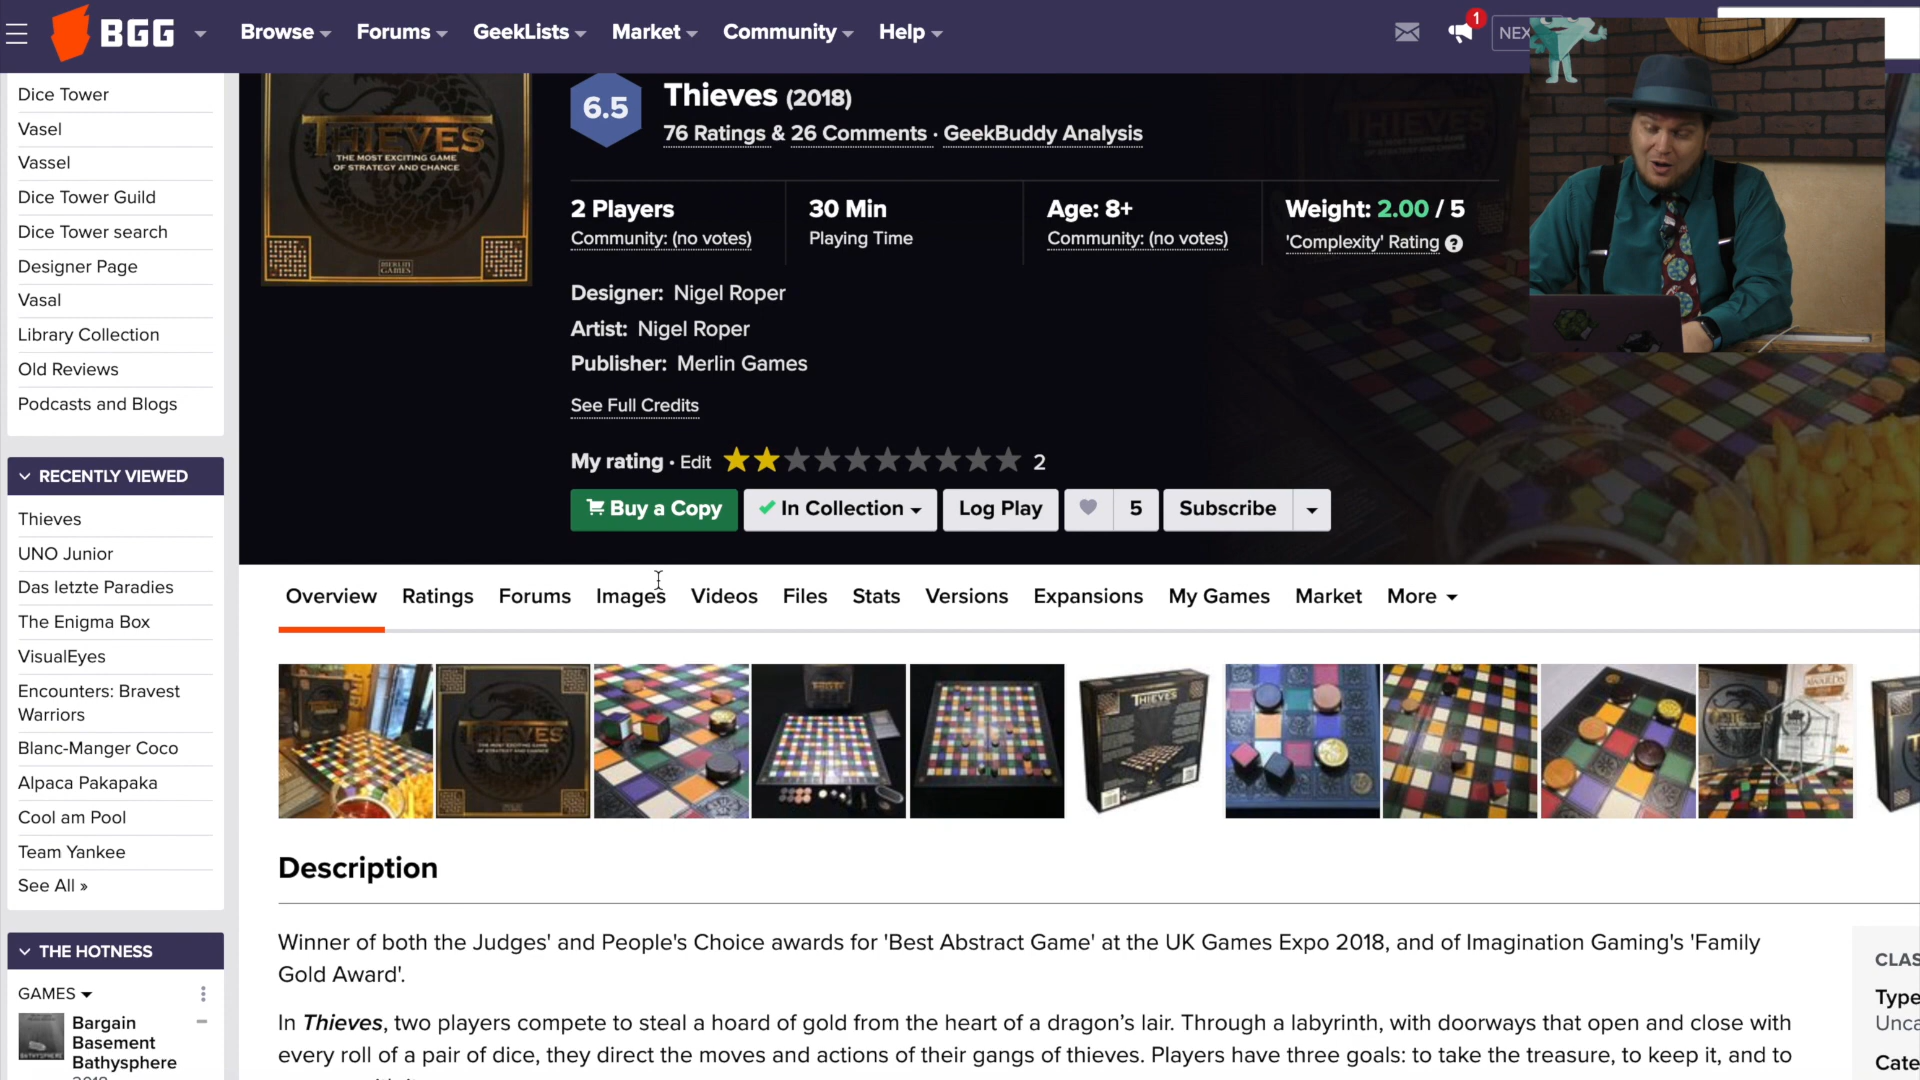 BGG
Browse
Forums
GeekLists
Market
Community
Help
1
NEX
Dice Tower
Vasel
Vassel
Dice Tower Guild
Dice Tower search
Designer Page
Vasal
Library Collection
Old Reviews
Podcasts and Blogs
RECENTLY VIEWED
Thieves
UNO Junior
Das letzte Paradies
The Enigma Box
VisualEyes
Encounters: Bravest
Warriors
Blanc-Manger Coco
Alpaca Pakapaka
Cool am Pool
Team Yankee
See All »
THE HOTNESS
GAMES
Bargain
Basement
Bathysphere
THIEVES
THE MOST EXCITING GAME
OF STRATEGY AND CHANCE
6.5
Thieves (2018)
76 Ratings & 26 Comments · GeekBuddy Analysis
2 Players
Community: (no votes)
30 Min
Playing Time
Age: 8+
Community: (no votes)
Weight: 2.00 / 5
'Complexity' Rating ?
Designer: Nigel Roper
Artist: Nigel Roper
Publisher: Merlin Games
See Full Credits
My rating · Edit 2
Buy a Copy
In Collection
Log Play
5
Subscribe
Overview
Ratings
Forums
Images
Videos
Files
Stats
Versions
Expansions
My Games
Market
More
THIEVES
THIEVES
Description
Winner of both the Judges' and People's Choice awards for 'Best Abstract Game' at the UK Games Expo 2018, and of Imagination Gaming's 'Family
Gold Award'.
In Thieves, two players compete to steal a hoard of gold from the heart of a dragon’s lair. Through a labyrinth, with doorways that open and close with
every roll of a pair of dice, they direct the moves and actions of their gangs of thieves. Players have three goals: to take the treasure, to keep it, and to
CLAS
Type
Unca
Cate